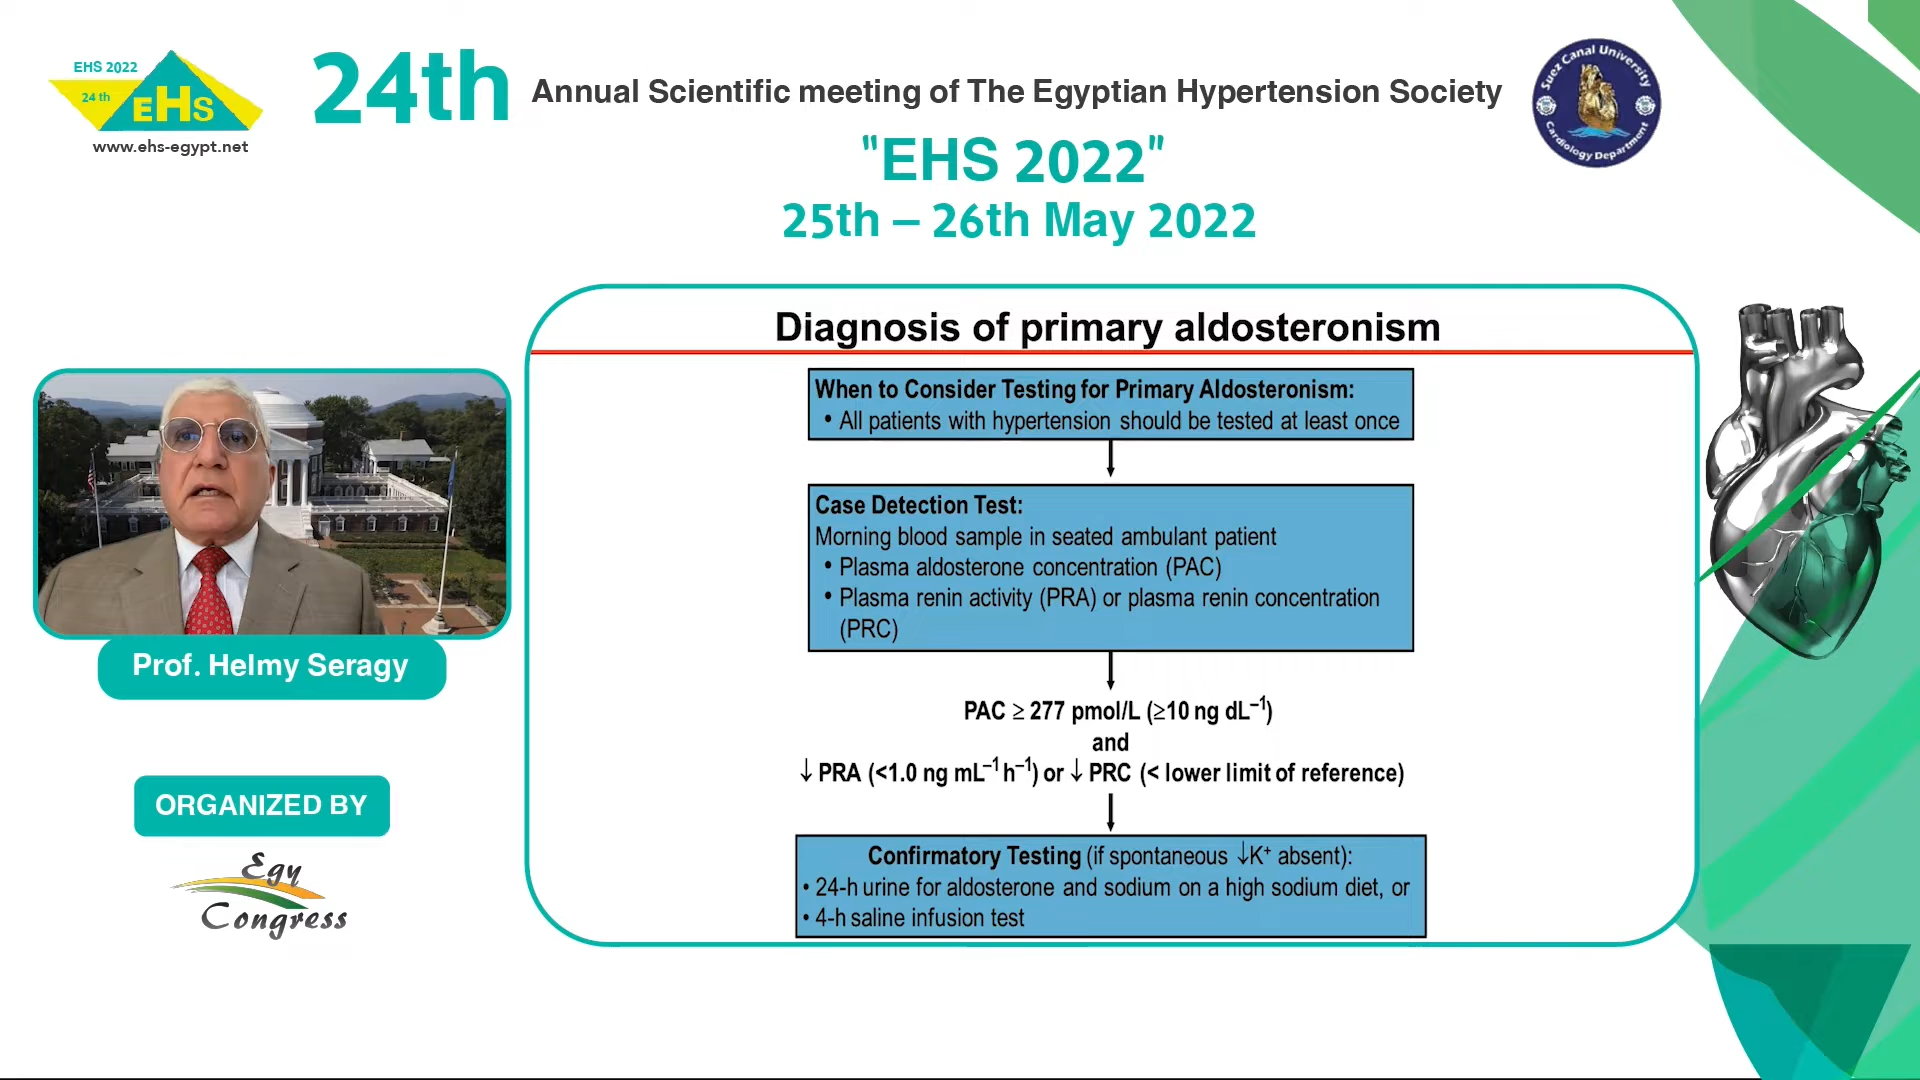 EHS 2022
24 th
EHS
www.ehs-egypt.net
24th Annual Scientific meeting of The Egyptian Hypertension Society
"EHS 2022"
25th – 26th May 2022
Suez Canal University
Cardiology Department
Prof. Helmy Seragy
ORGANIZED BY
Egy
Congress
Diagnosis of primary aldosteronism
When to Consider Testing for Primary Aldosteronism:
• All patients with hypertension should be tested at least once
Case Detection Test:
Morning blood sample in seated ambulant patient
• Plasma aldosterone concentration (PAC)
• Plasma renin activity (PRA) or plasma renin concentration
(PRC)
PAC ≥ 277 pmol/L (≥10 ng dL⁻¹)
and
↓ PRA (<1.0 ng mL⁻¹ h⁻¹) or ↓ PRC (< lower limit of reference)
Confirmatory Testing (if spontaneous ↓K⁺ absent):
• 24-h urine for aldosterone and sodium on a high sodium diet, or
• 4-h saline infusion test